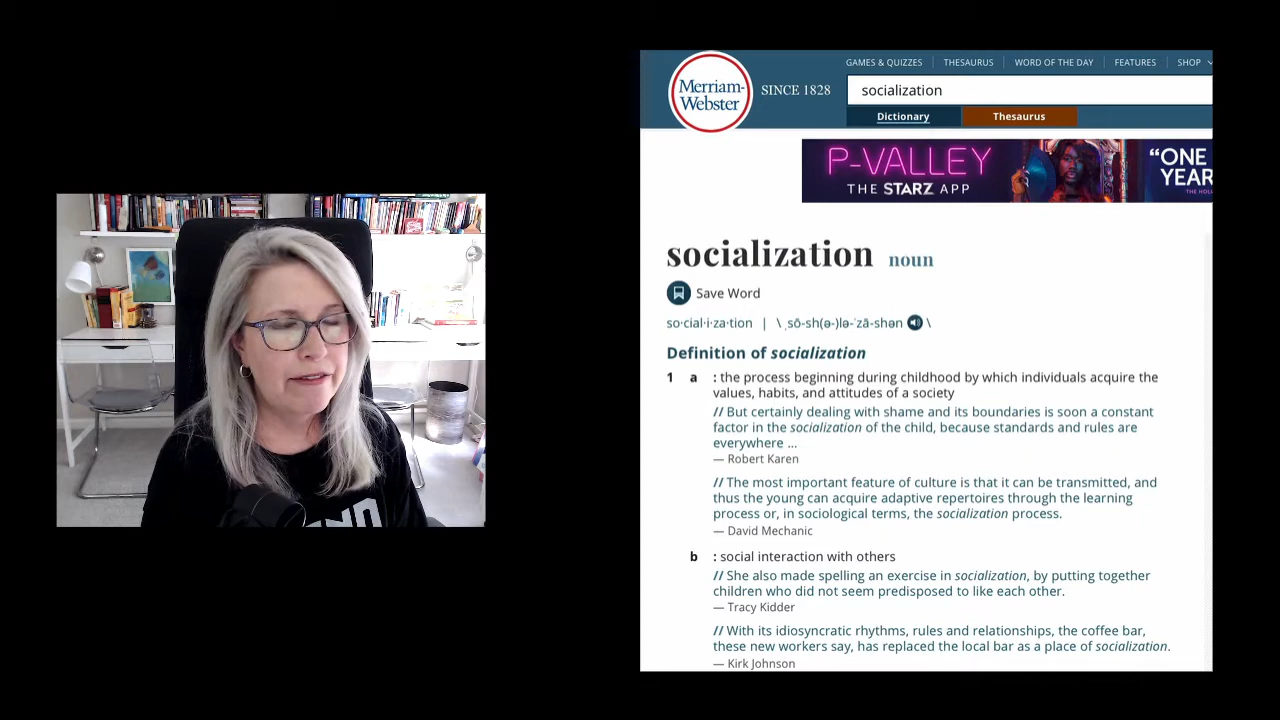 GAMES & QUIZZES THESAURUS WORD OF THE DAY FEATURES SHOP
Merriam-
Webster
SINCE 1828
socialization
Dictionary Thesaurus
P-VALLEY
THE STARZ APP
“ONE
YEAR
socialization noun
Save Word
so·cial·i·za·tion | \ ˌsō-sh(ə-)lə-ˈzā-shən \
Definition of socialization
1 a : the process beginning during childhood by which individuals acquire the
values, habits, and attitudes of a society
// But certainly dealing with shame and its boundaries is soon a constant
factor in the socialization of the child, because standards and rules are
everywhere ...
— Robert Karen
// The most important feature of culture is that it can be transmitted, and
thus the young can acquire adaptive repertoires through the learning
process or, in sociological terms, the socialization process.
— David Mechanic
b : social interaction with others
// She also made spelling an exercise in socialization, by putting together
children who did not seem predisposed to like each other.
— Tracy Kidder
// With its idiosyncratic rhythms, rules and relationships, the coffee bar,
these new workers say, has replaced the local bar as a place of socialization.
— Kirk Johnson